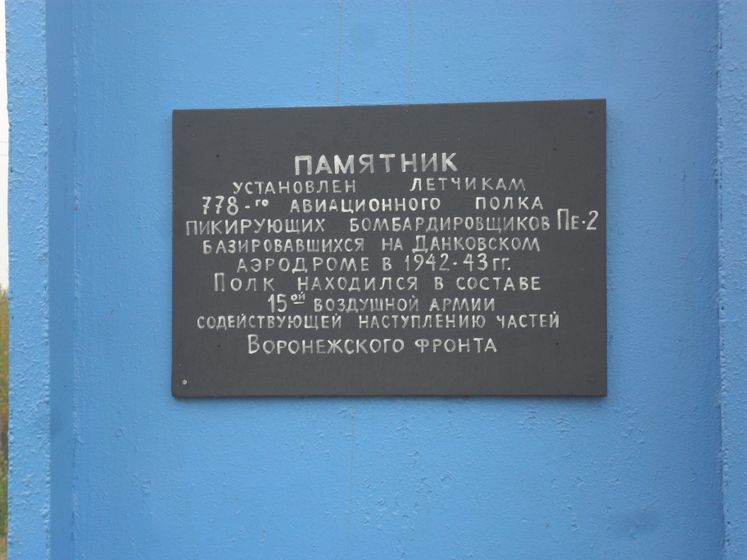 ПАМЯТНИК
УСТАНОВЛЕН ЛЕТЧИКАМ
778-го АВИАЦИОННОГО ПОЛКА
ПИКИРУЮЩИХ БОМБАРДИРОВЩИКОВ ПЕ-2
БАЗИРОВАВШИХСЯ НА ДАНКОВСКОМ
АЭРОДРОМЕ В 1942-43 гг.
ПОЛК НАХОДИЛСЯ В СОСТАВЕ
15ой ВОЗДУШНОЙ АРМИИ
СОДЕЙСТВУЮЩЕЙ НАСТУПЛЕНИЮ ЧАСТЕЙ
ВОРОНЕЖСКОГО ФРОНТА